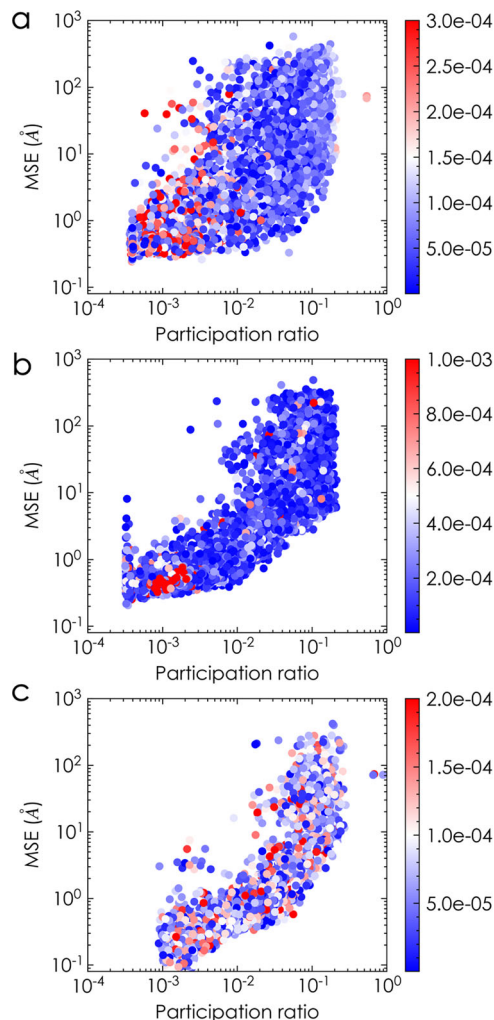 a
MSE (Å)
10³
10²
10¹
10⁰
10⁻¹
10⁻⁴ 10⁻³ 10⁻² 10⁻¹ 10⁰
Participation ratio
3.0e-04
2.5e-04
2.0e-04
1.5e-04
1.0e-04
5.0e-05
b
MSE (Å)
10³
10²
10¹
10⁰
10⁻¹
10⁻⁴ 10⁻³ 10⁻² 10⁻¹ 10⁰
Participation ratio
1.0e-03
8.0e-04
6.0e-04
4.0e-04
2.0e-04
c
MSE (Å)
10³
10²
10¹
10⁰
10⁻¹
10⁻⁴ 10⁻³ 10⁻² 10⁻¹ 10⁰
Participation ratio
2.0e-04
1.5e-04
1.0e-04
5.0e-05